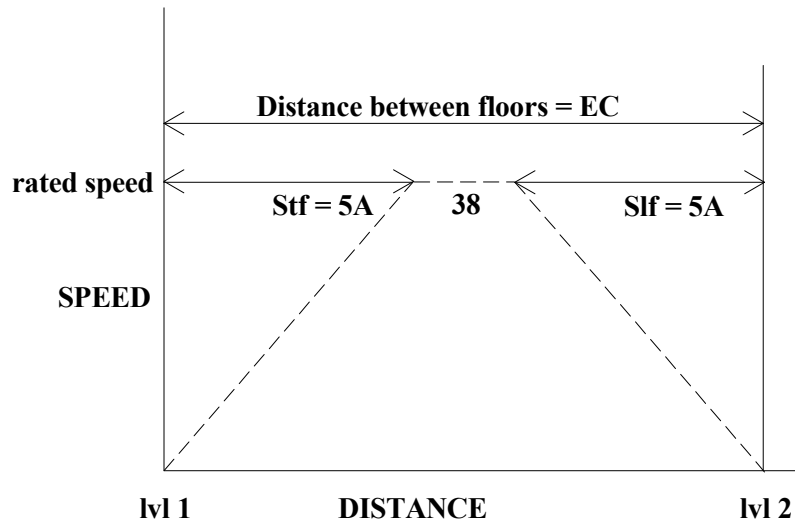 Distance between floors = EC
rated speed
Stf = 5A
38
Slf = 5A
SPEED
lvl 1
DISTANCE
lvl 2